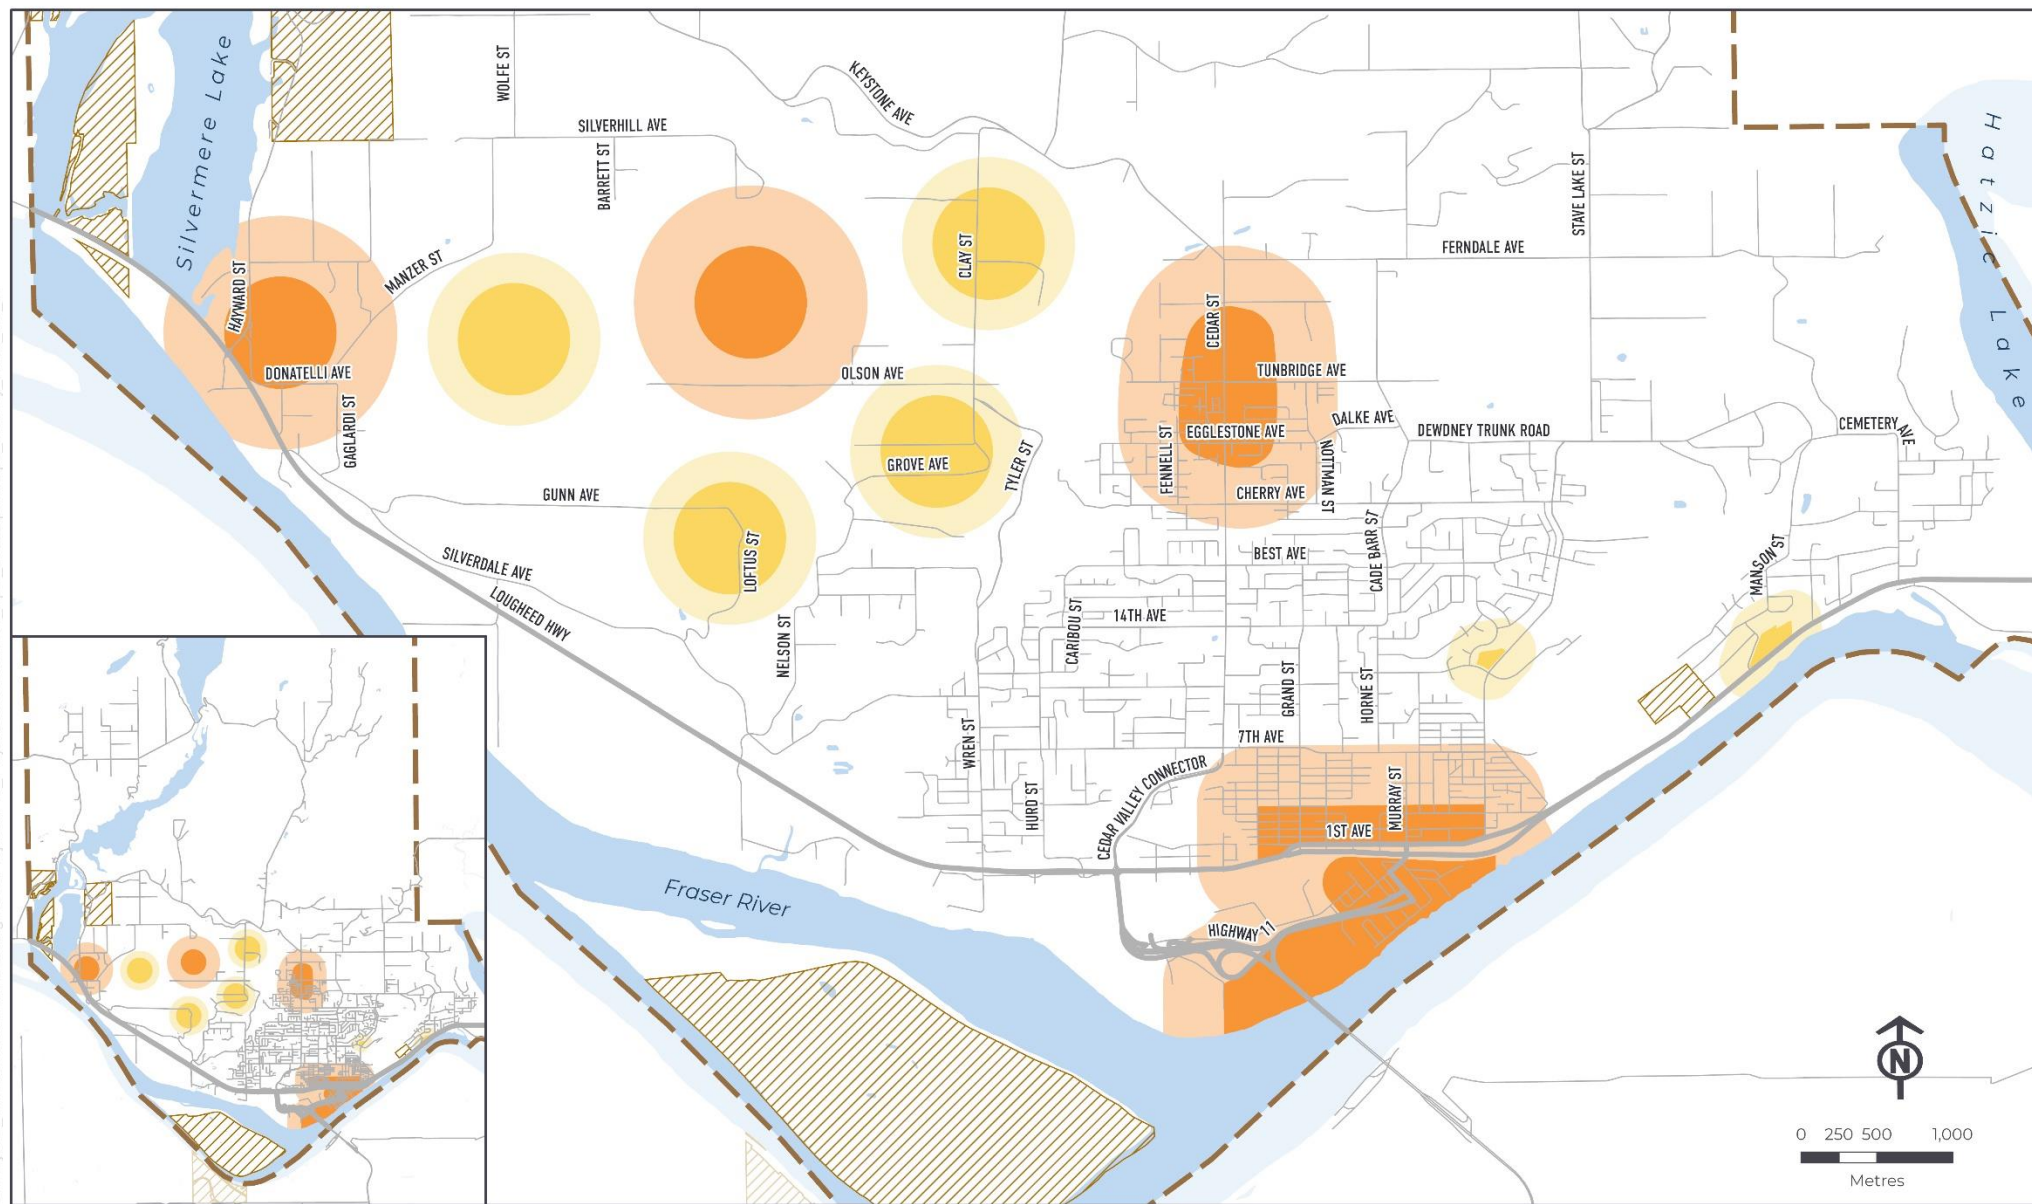 WOLFE ST
KEYSTONE AVE
SILVERHILL AVE
BARRETT ST
Silvermere Lake
Hatzic Lake
STAVE LAKE ST
FERNDALE AVE
CLAY ST
HAYWARD ST
MANZER ST
CEDAR ST
DONATELLI AVE
OLSON AVE
TUNBRIDGE AVE
GAGLARDI ST
DALKE AVE
EGGLESTONE AVE
DEWDNEY TRUNK ROAD
CEMETERY AVE
FENNELL ST
NOTTMAN ST
GROVE AVE
TYLER ST
GUNN AVE
CHERRY AVE
LOFTUS ST
BEST AVE
CADE BARR ST
MANSON ST
SILVERDALE AVE
LOUGHEED HWY
14TH AVE
CARIBOU ST
NELSON ST
GRAND ST
HORNE ST
WREN ST
7TH AVE
HURD ST
CEDAR VALLEY CONNECTOR
MURRAY ST
1ST AVE
Fraser River
HIGHWAY 11
N
0 250 500 1,000
Metres